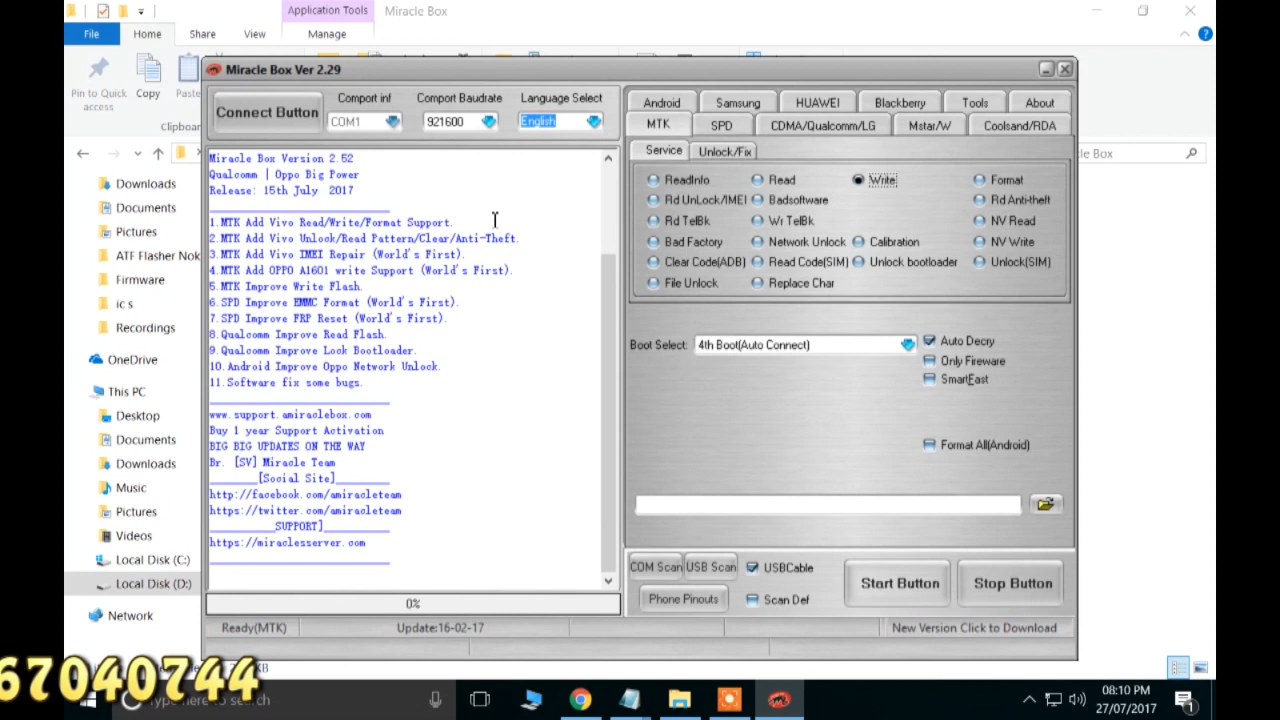 Application Tools
Miracle Box
File
Home
Share
View
Manage
Pin to Quick access
Copy
Paste
Clipboa
le Box
Downloads
Documents
Pictures
ATF Flasher Nok
Firmware
ic s
Recordings
OneDrive
This PC
Desktop
Documents
Downloads
Music
Pictures
Videos
Local Disk (C:)
Local Disk (D:)
Network
Miracle Box Ver 2.29
Connect Button
Comport inf
COM1
Comport Baudrate
921600
Language Select
English
Miracle Box Version 2.52
Qualcomm | Oppo Big Power
Release: 15th July 2017
1.MTK Add Vivo Read/Write/Format Support.
2.MTK Add Vivo Unlock/Read Pattern/Clear/Anti-Theft.
3.MTK Add Vivo IMEI Repair (World's First).
4.MTK Add OPPO A1601 write Support (World's First).
5.MTK Improve Write Flash.
6.SPD Improve EMMC Format (World's First).
7.SPD Improve FRP Reset (World's First).
8.Qualcomm Improve Read Flash.
9.Qualcomm Improve Lock Bootloader.
10.Android Improve Oppo Network Unlock.
11.Software fix some bugs.
www.support.amiraclebox.com
Buy 1 year Support Activation
BIG BIG UPDATES ON THE WAY
Br. [SV] Miracle Team
[Social Site]
http://facebook.com/amiracleteam
https://twitter.com/amiracleteam
SUPPORT]
https://miraclesserver.com
0%
Android
Samsung
HUAWEI
Blackberry
Tools
About
MTK
SPD
CDMA/Qualcomm/LG
Mstar/W
Coolsand/RDA
Service
Unlock/Fix
ReadInfo
Read
Write
Format
Rd UnLock/IMEI
Badsoftware
Rd Anti-theft
Rd TelBk
Wr TelBk
NV Read
Bad Factory
Network Unlock
Calibration
NV Write
Clear Code(ADB)
Read Code(SIM)
Unlock bootloader
Unlock(SIM)
File Unlock
Replace Char
Boot Select:
4th Boot(Auto Connect)
Auto Decry
Only Fireware
SmartEast
Format All(Android)
COM Scan
USB Scan
USBCable
Phone Pinouts
Scan Def
Start Button
Stop Button
Ready(MTK)
Update:16-02-17
New Version Click to Download
KB
67040744
Type here to search
08:10 PM
27/07/2017
1